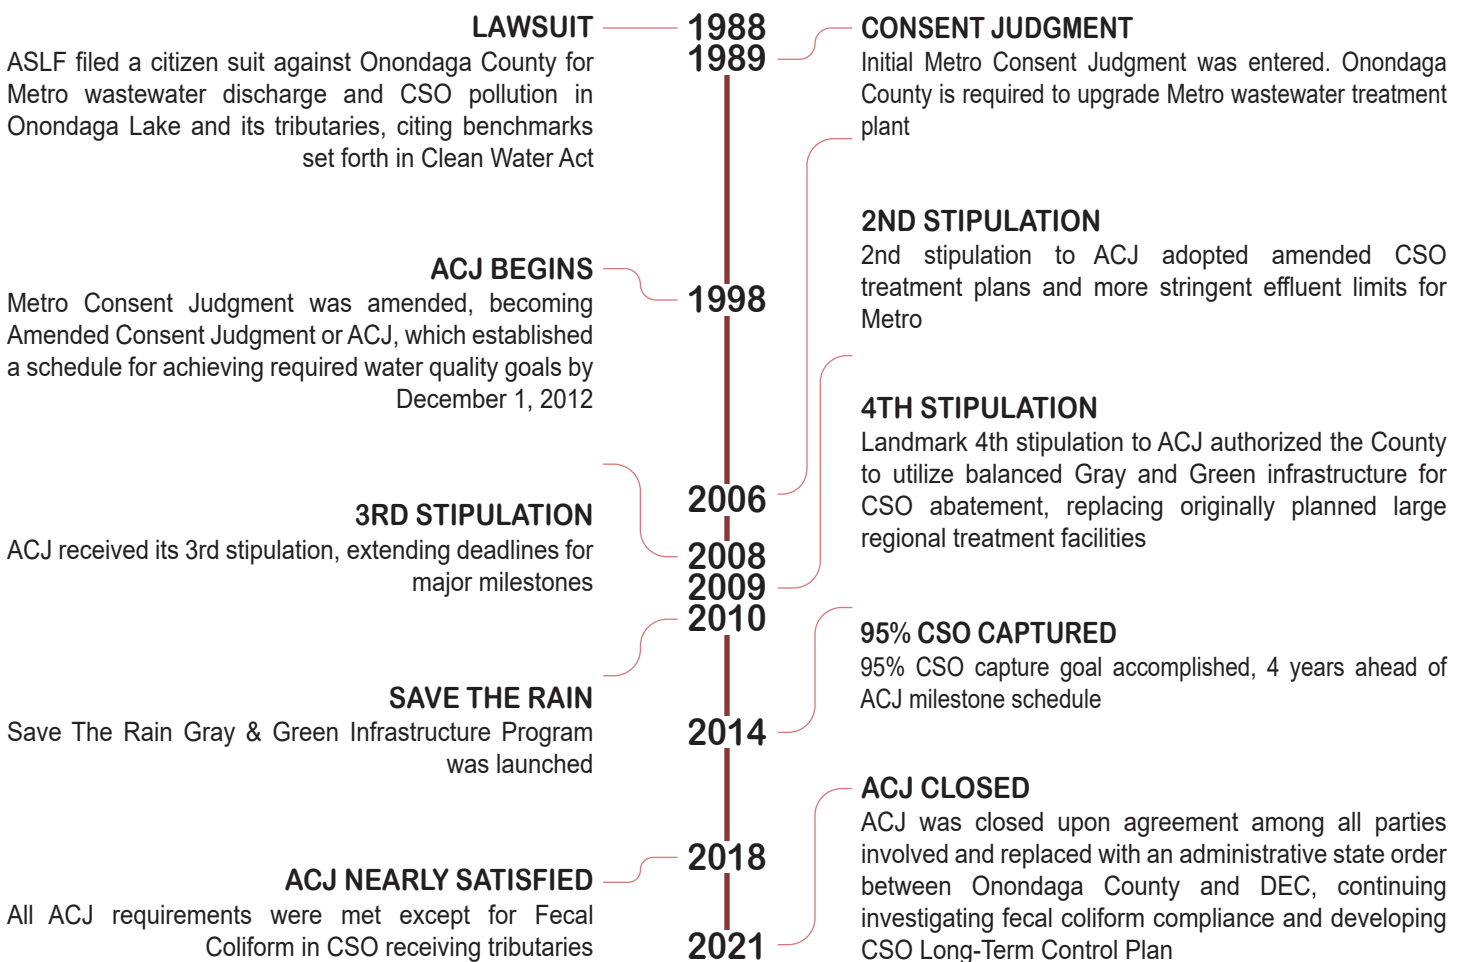 LAWSUIT
ASLF filed a citizen suit against Onondaga County for
Metro wastewater discharge and CSO pollution in
Onondaga Lake and its tributaries, citing benchmarks
set forth in Clean Water Act
1988
1989
CONSENT JUDGMENT
Initial Metro Consent Judgment was entered. Onondaga
County is required to upgrade Metro wastewater treatment
plant
ACJ BEGINS
Metro Consent Judgment was amended, becoming
Amended Consent Judgment or ACJ, which established
a schedule for achieving required water quality goals by
December 1, 2012
1998
2ND STIPULATION
2nd stipulation to ACJ adopted amended CSO
treatment plans and more stringent effluent limits for
Metro
2006
3RD STIPULATION
ACJ received its 3rd stipulation, extending deadlines for
major milestones
2008
2009
4TH STIPULATION
Landmark 4th stipulation to ACJ authorized the County
to utilize balanced Gray and Green infrastructure for
CSO abatement, replacing originally planned large
regional treatment facilities
2010
SAVE THE RAIN
Save The Rain Gray & Green Infrastructure Program
was launched
95% CSO CAPTURED
95% CSO capture goal accomplished, 4 years ahead of
ACJ milestone schedule
2014
ACJ NEARLY SATISFIED
All ACJ requirements were met except for Fecal
Coliform in CSO receiving tributaries
2018
2021
ACJ CLOSED
ACJ was closed upon agreement among all parties
involved and replaced with an administrative state order
between Onondaga County and DEC, continuing
investigating fecal coliform compliance and developing
CSO Long-Term Control Plan